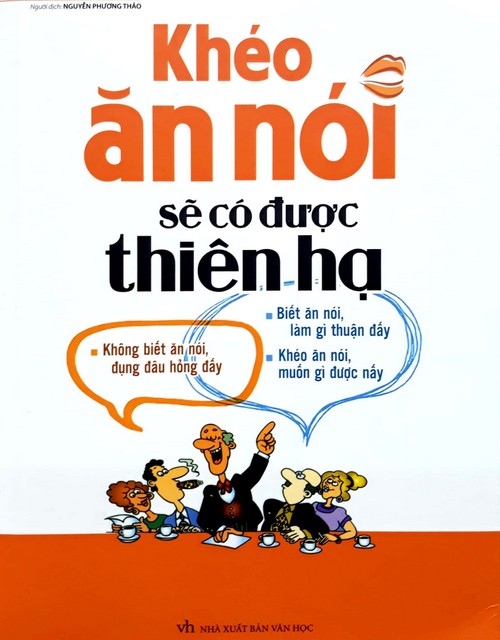 Người dịch: NGUYỄN PHƯƠNG THẢO
Khéo
ăn nói
sẽ có được
thiên hạ
Biết ăn nói,
làm gì thuận đấy
Không biết ăn nói,
đụng đâu hỏng đấy
Khéo ăn nói,
muốn gì được nấy
vh NHÀ XUẤT BẢN VĂN HỌC